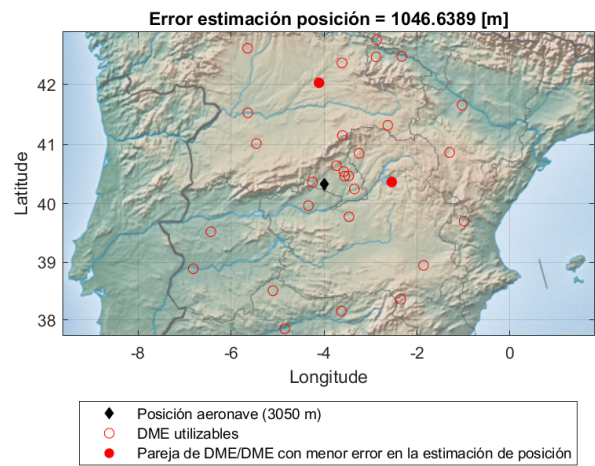 Error estimación posición = 1046.6389 [m]
42
41
40
39
38
Latitude
-8
-6
-4
-2
0
Longitude
Posición aeronave (3050 m)
DME utilizables
Pareja de DME/DME con menor error en la estimación de posición